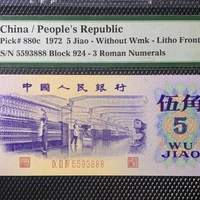 China / People's Republic
Pick# 880c 1972 5 Jiao - Without Wmk - Litho Front
S/N 5593888 Block 924 - 3 Roman Numerals
中国人民银行
伍角
5
WU
JIAO
5593888